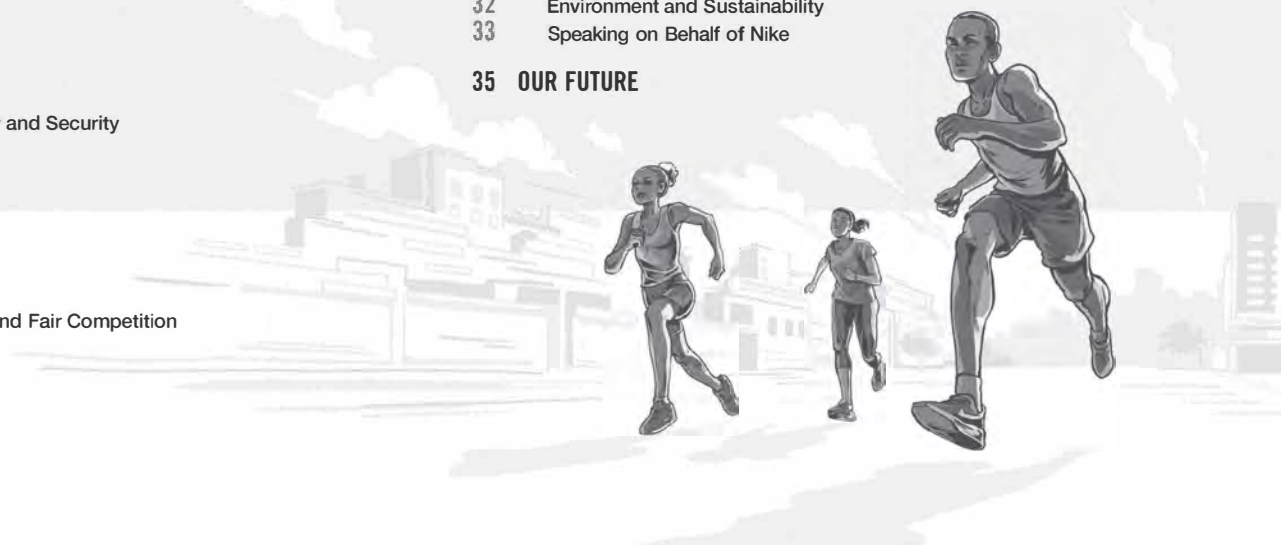 and Security
nd Fair Competition
32 Environment and Sustainability
33 Speaking on Behalf of Nike
35 OUR FUTURE